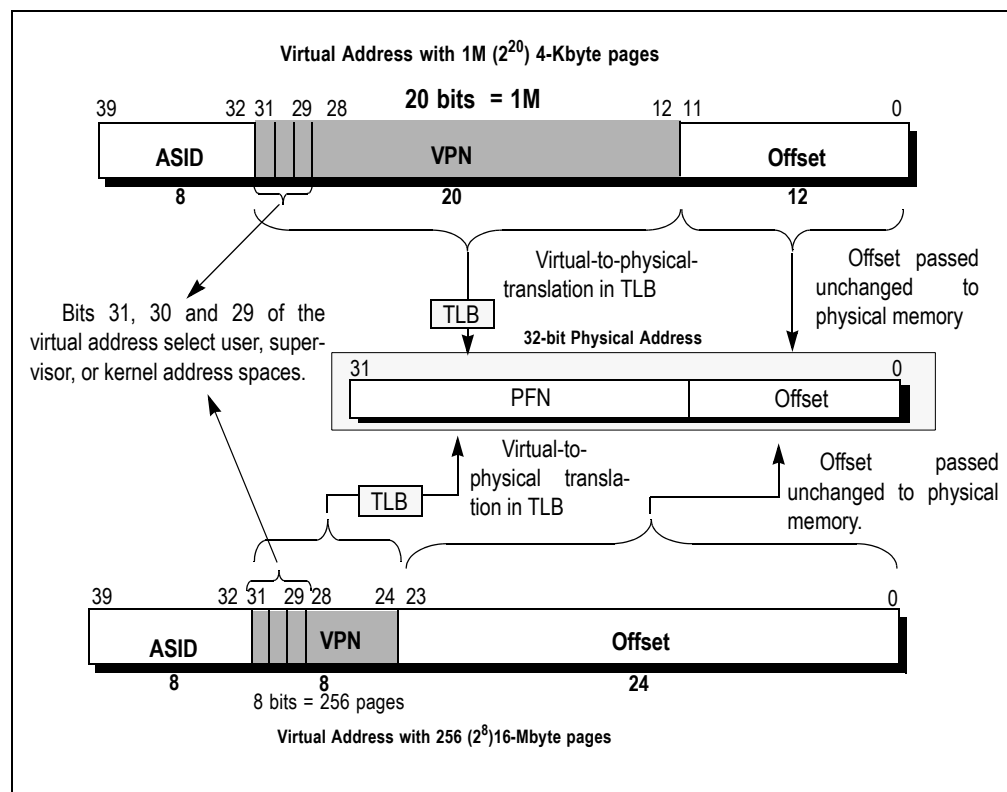 Virtual Address with 1M (2^20) 4-Kbyte pages
20 bits = 1M
39 32 31 29 28 12 11 0
ASID VPN Offset
8 20 12
Virtual-to-physical-
translation in TLB
Offset passed
unchanged to
physical memory
TLB
Bits 31, 30 and 29 of the
virtual address select user, super-
visor, or kernel address spaces.
32-bit Physical Address
31 0
PFN Offset
Virtual-to-
physical transla-
tion in TLB
TLB
Offset passed
unchanged to physical
memory.
39 32 31 29 28 24 23 0
ASID VPN Offset
8 8 24
8 bits = 256 pages
Virtual Address with 256 (2^8)16-Mbyte pages